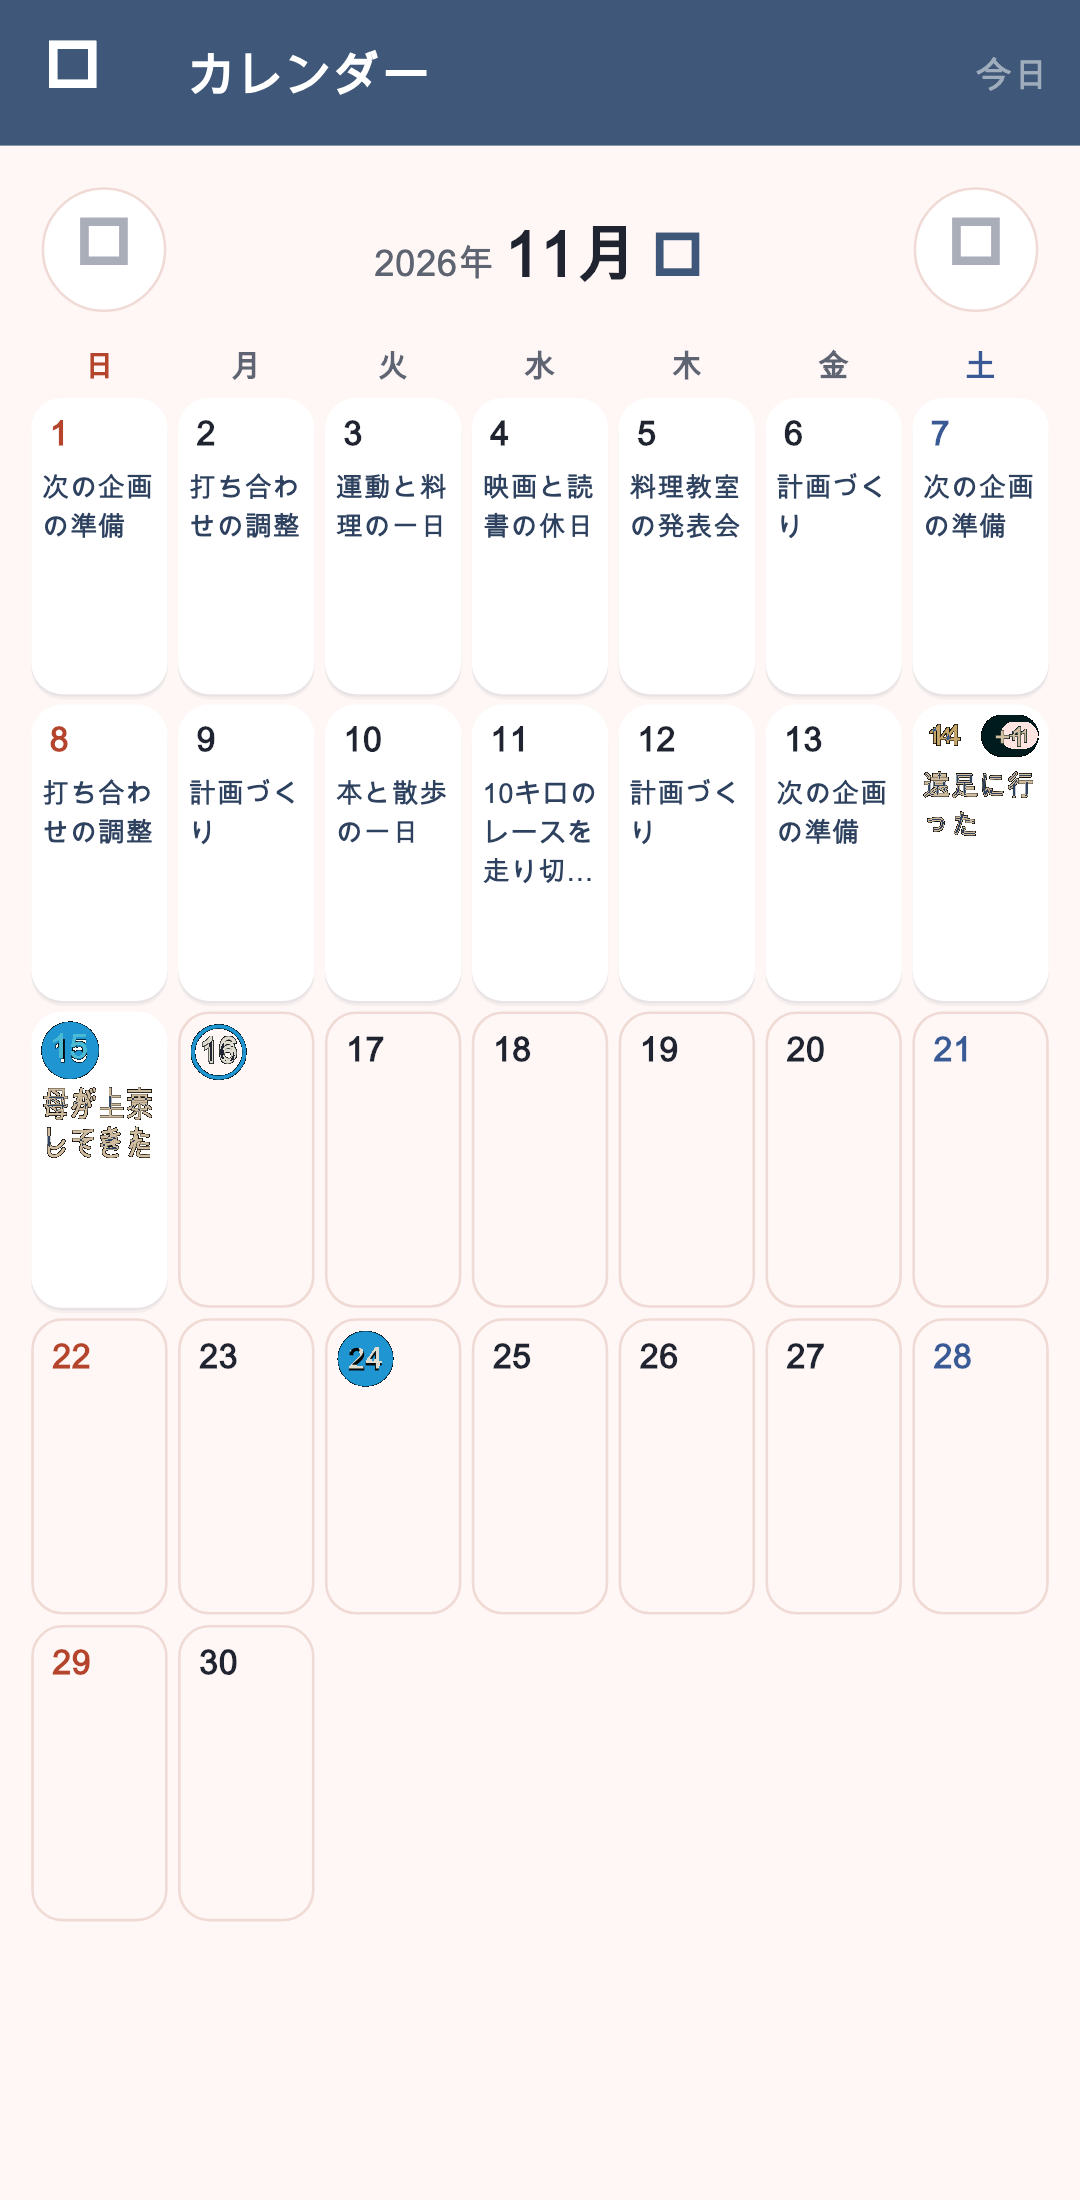 カレンダー
今日
2026年 11月
日 月 火 水 木 金 土
1 2 3 4 5 6 7
次の企画 打ち合わ 運動と料 映画と読 料理教室 計画づく 次の企画
の準備 せの調整 理の一日 書の休日 の発表会 り の準備
8 9 10 11 12 13 14
打ち合わ 計画づく 本と散歩 10キロの 計画づく 次の企画 遠足に行
せの調整 り の一日 レースを り の準備 った
走り切…
15 17 18 19 20 21
母が上京
してきた
22 23 24 25 26 27 28
29 30